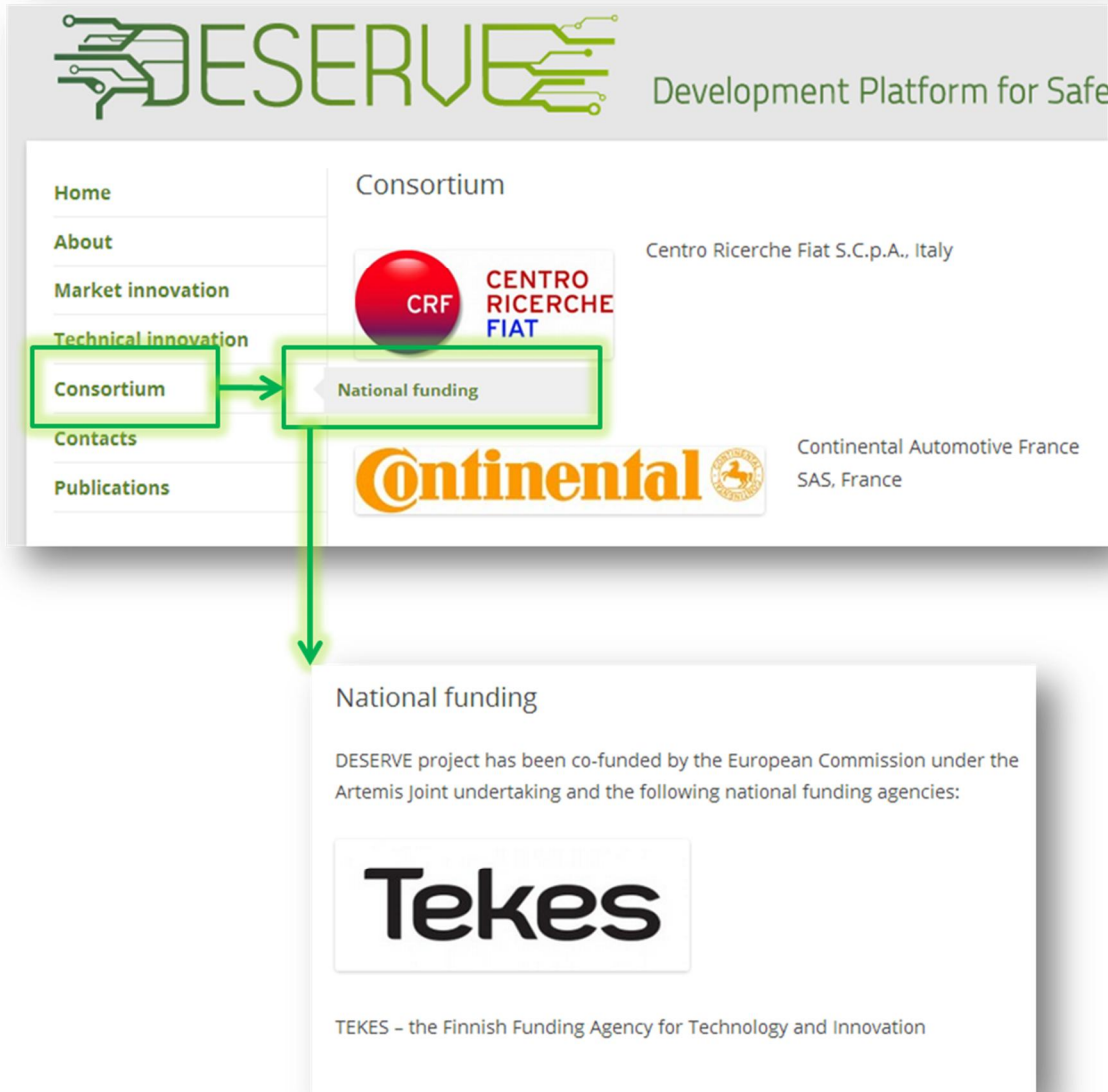 DESERVE
Development Platform for Safe
Home
About
Market innovation
Technical innovation
Consortium
Contacts
Publications
Consortium
CRF
CENTRO
RICERCHE
FIAT
Centro Ricerche Fiat S.C.p.A., Italy
National funding
Continental
Continental Automotive France
SAS, France
National funding
DESERVE project has been co-funded by the European Commission under the
Artemis Joint undertaking and the following national funding agencies:
Tekes
TEKES – the Finnish Funding Agency for Technology and Innovation